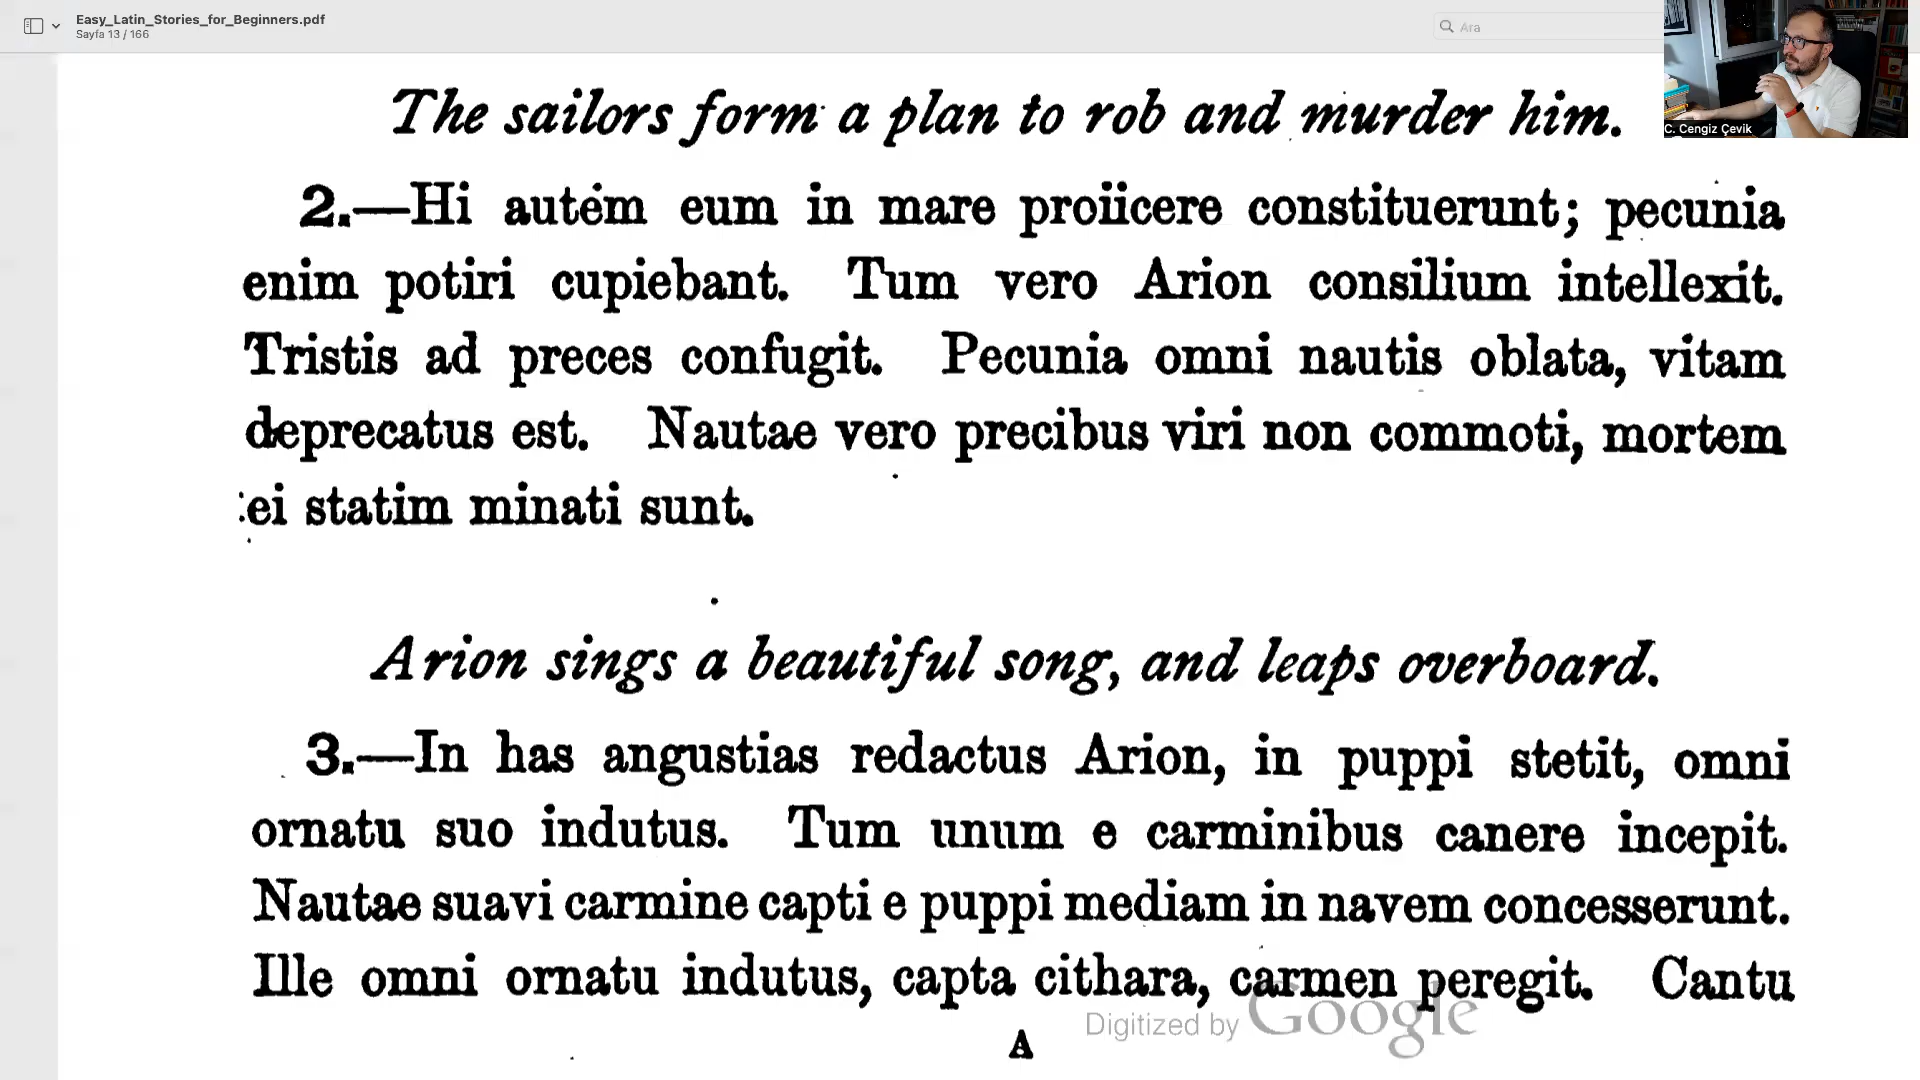 Easy_Latin_Stories_for_Beginners.pdf
Sayfa 13 / 166
Ara
C. Cengiz Çevik
The sailors form a plan to rob and murder him.
2.—Hi autem eum in mare proiicere constituerunt; pecunia
enim potiri cupiebant. Tum vero Arion consilium intellexit.
Tristis ad preces confugit. Pecunia omni nautis oblata, vitam
deprecatus est. Nautae vero precibus viri non commoti, mortem
ei statim minati sunt.
Arion sings a beautiful song, and leaps overboard.
3.—In has angustias redactus Arion, in puppi stetit, omni
ornatu suo indutus. Tum unum e carminibus canere incepit.
Nautae suavi carmine capti e puppi mediam in navem concesserunt.
Ille omni ornatu indutus, capta cithara, carmen peregit. Cantu
Digitized by Google
A